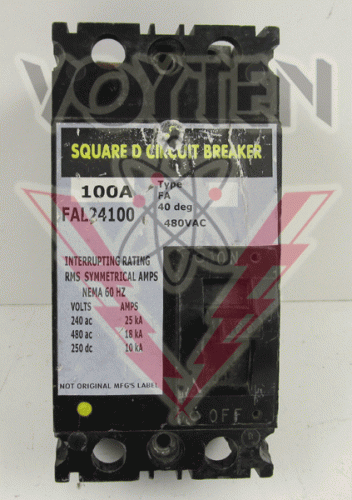 VOYTEN
SQUARE D CIRCUIT BREAKER
100A Type
FA
FAL24100 40 deg
480VAC
INTERRUPTING RATING
RMS SYMMETRICAL AMPS
NEMA 60 HZ
VOLTS AMPS
240 ac 25 kA
480 ac 18 kA
250 dc 10 kA
NOT ORIGINAL MFG'S LABEL
ON
OFF